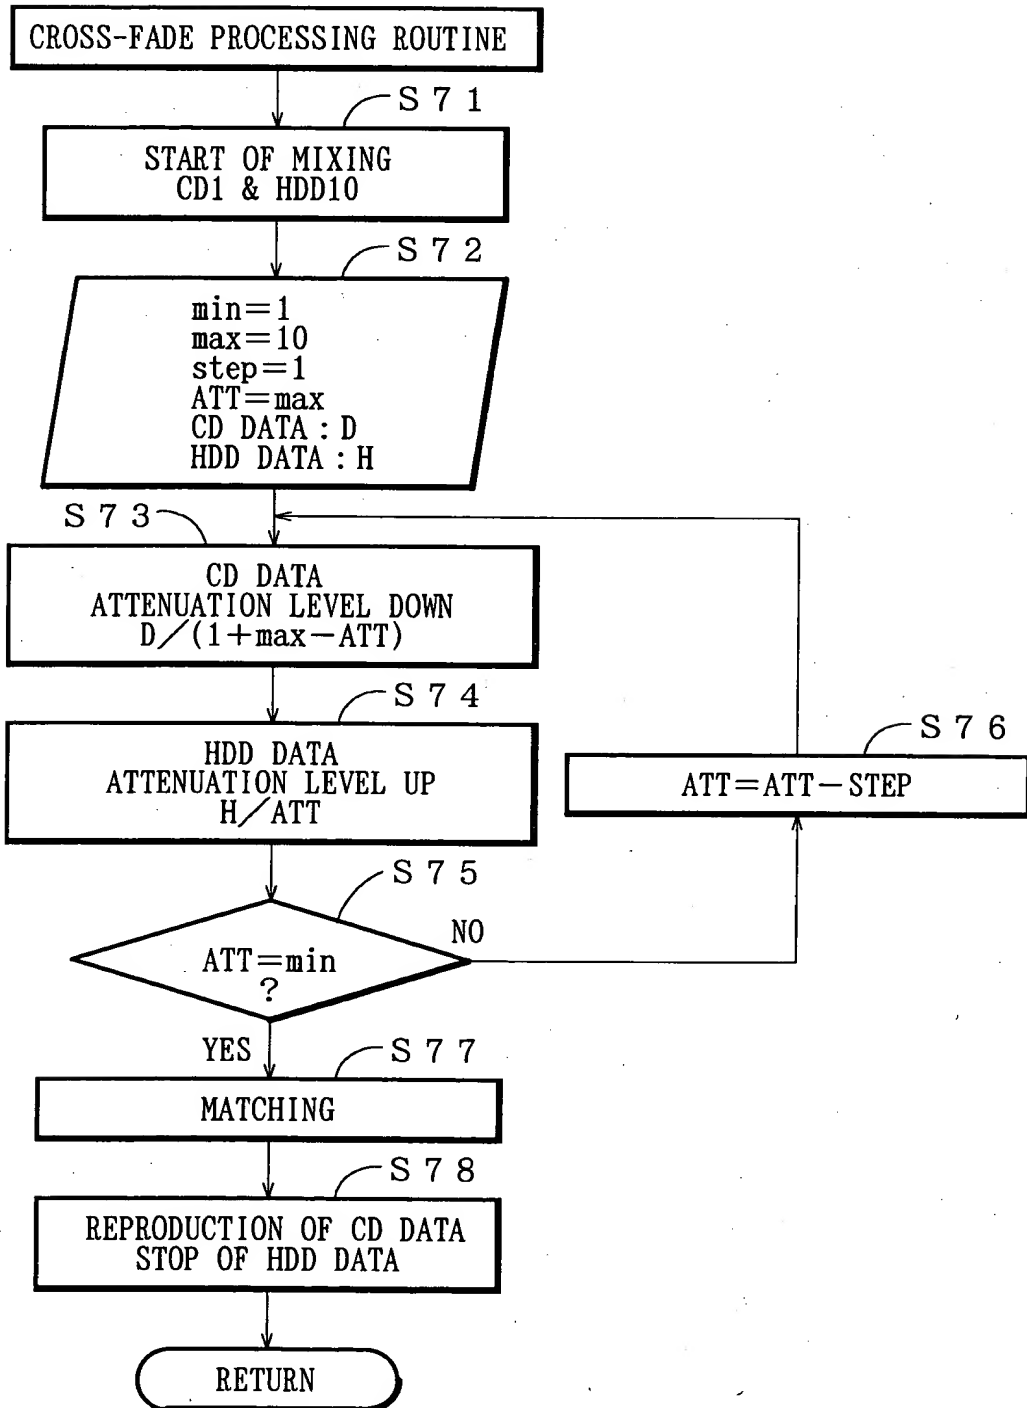 CROSS-FADE PROCESSING ROUTINE
S71
START OF MIXING
CD1 & HDD10
S72
min=1
max=10
step=1
ATT=max
CD DATA : D
HDD DATA : H
S73
CD DATA
ATTENUATION LEVEL DOWN
D/(1+max-ATT)
S74
HDD DATA
ATTENUATION LEVEL UP
H/ATT
S76
ATT=ATT-STEP
S75
ATT=min
?
NO
YES
S77
MATCHING
S78
REPRODUCTION OF CD DATA
STOP OF HDD DATA
RETURN